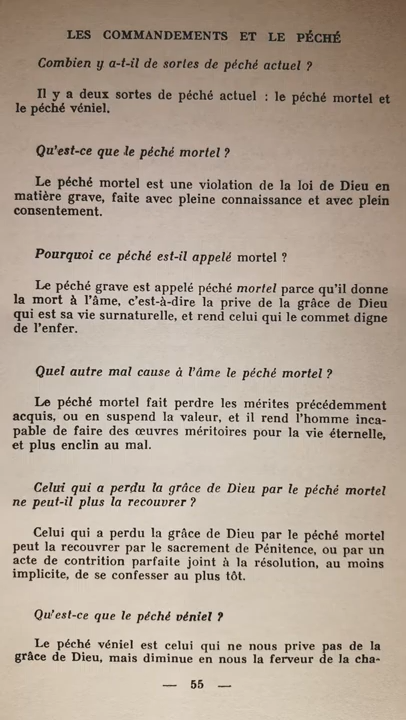 LES COMMANDEMENTS ET LE PÉCHÉ
Combien y a-t-il de sortes de péché actuel ?
Il y a deux sortes de péché actuel : le péché mortel et
le péché véniel.
Qu'est-ce que le péché mortel ?
Le péché mortel est une violation de la loi de Dieu en
matière grave, faite avec pleine connaissance et avec plein
consentement.
Pourquoi ce péché est-il appelé mortel ?
Le péché grave est appelé péché mortel parce qu'il donne
la mort à l'âme, c'est-à-dire la prive de la grâce de Dieu
qui est sa vie surnaturelle, et rend celui qui le commet digne
de l'enfer.
Quel autre mal cause à l'âme le péché mortel ?
Le péché mortel fait perdre les mérites précédemment
acquis, ou en suspend la valeur, et il rend l'homme inca-
pable de faire des œuvres méritoires pour la vie éternelle,
et plus enclin au mal.
Celui qui a perdu la grâce de Dieu par le péché mortel
ne peut-il plus la recouvrer ?
Celui qui a perdu la grâce de Dieu par le péché mortel
peut la recouvrer par le sacrement de Pénitence, ou par un
acte de contrition parfaite joint à la résolution, au moins
implicite, de se confesser au plus tôt.
Qu'est-ce que le péché véniel ?
Le péché véniel est celui qui ne nous prive pas de la
grâce de Dieu, mais diminue en nous la ferveur de la cha-
— 55 —